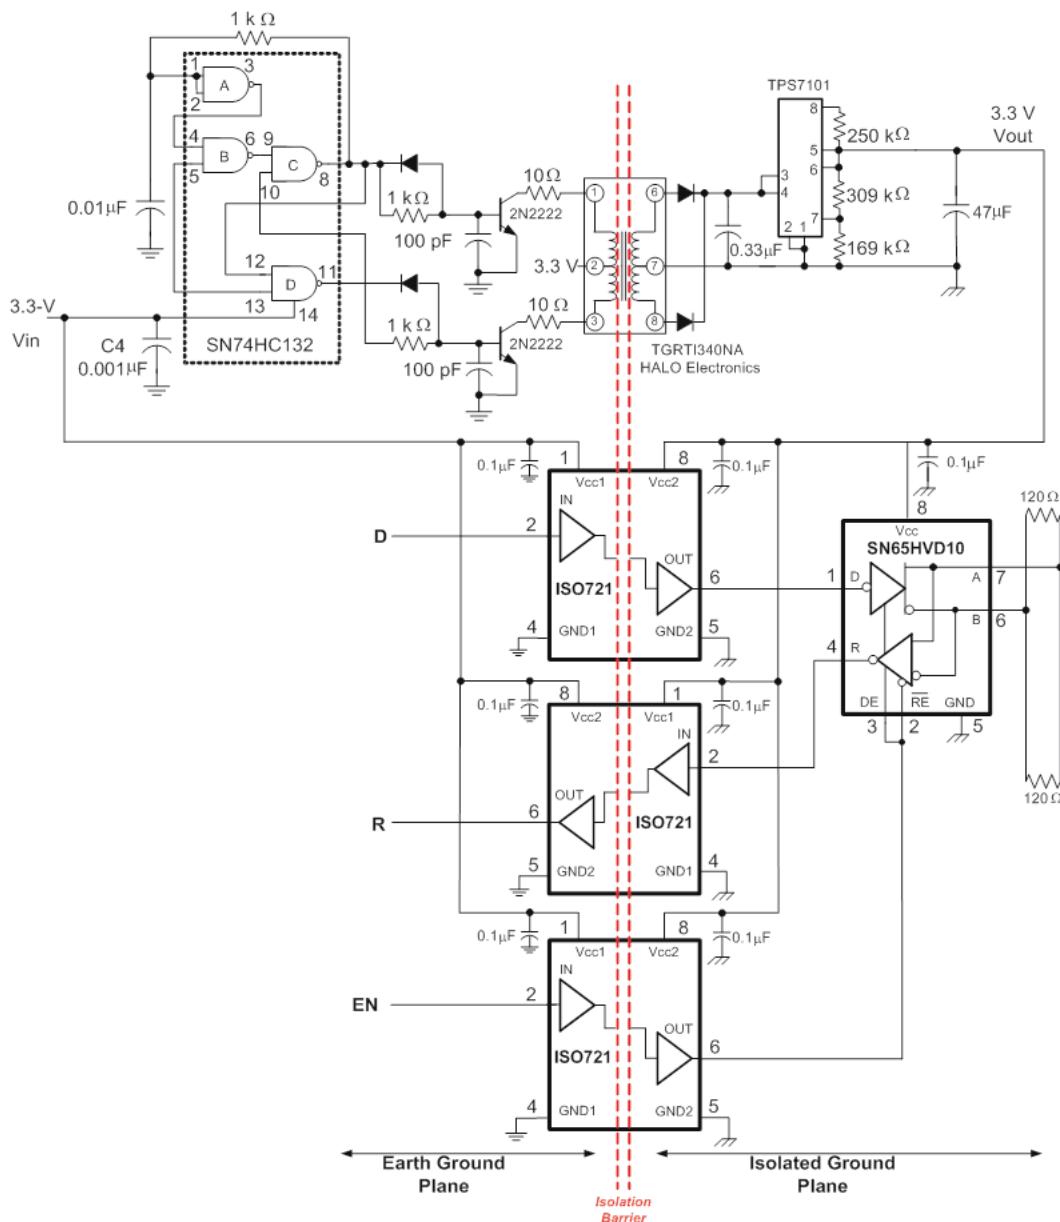 1 k Ω
1
3
A
2
4
6
9
B
C
5
8
10
12
11
D
13
14
SN74HC132
0.01µF
3.3-V
Vin
C4
0.001µF
1 k Ω
100 pF
2N2222
10 Ω
1 k Ω
100 pF
2N2222
10 Ω
3.3 V
1
2
3
6
7
8
TGRTI340NA
HALO Electronics
0.33µF
TPS7101
8
3
4
5
6
7
2
1
250 kΩ
309 kΩ
169 kΩ
3.3 V
Vout
47µF
0.1µF
1
8
0.1µF
Vcc1
Vcc2
IN
D
2
OUT
ISO721
6
4
GND1
GND2
5
0.1µF
8
Vcc
SN65HVD10
1
D
A
7
B
6
4
R
DE
RE
GND
3
2
5
120 Ω
120 Ω
0.1µF
8
1
0.1µF
Vcc2
Vcc1
IN
2
OUT
R
6
ISO721
5
GND2
GND1
4
0.1µF
1
8
0.1µF
Vcc1
Vcc2
IN
EN
2
OUT
ISO721
6
4
GND1
GND2
5
Earth Ground
Plane
Isolated Ground
Plane
Isolation
Barrier